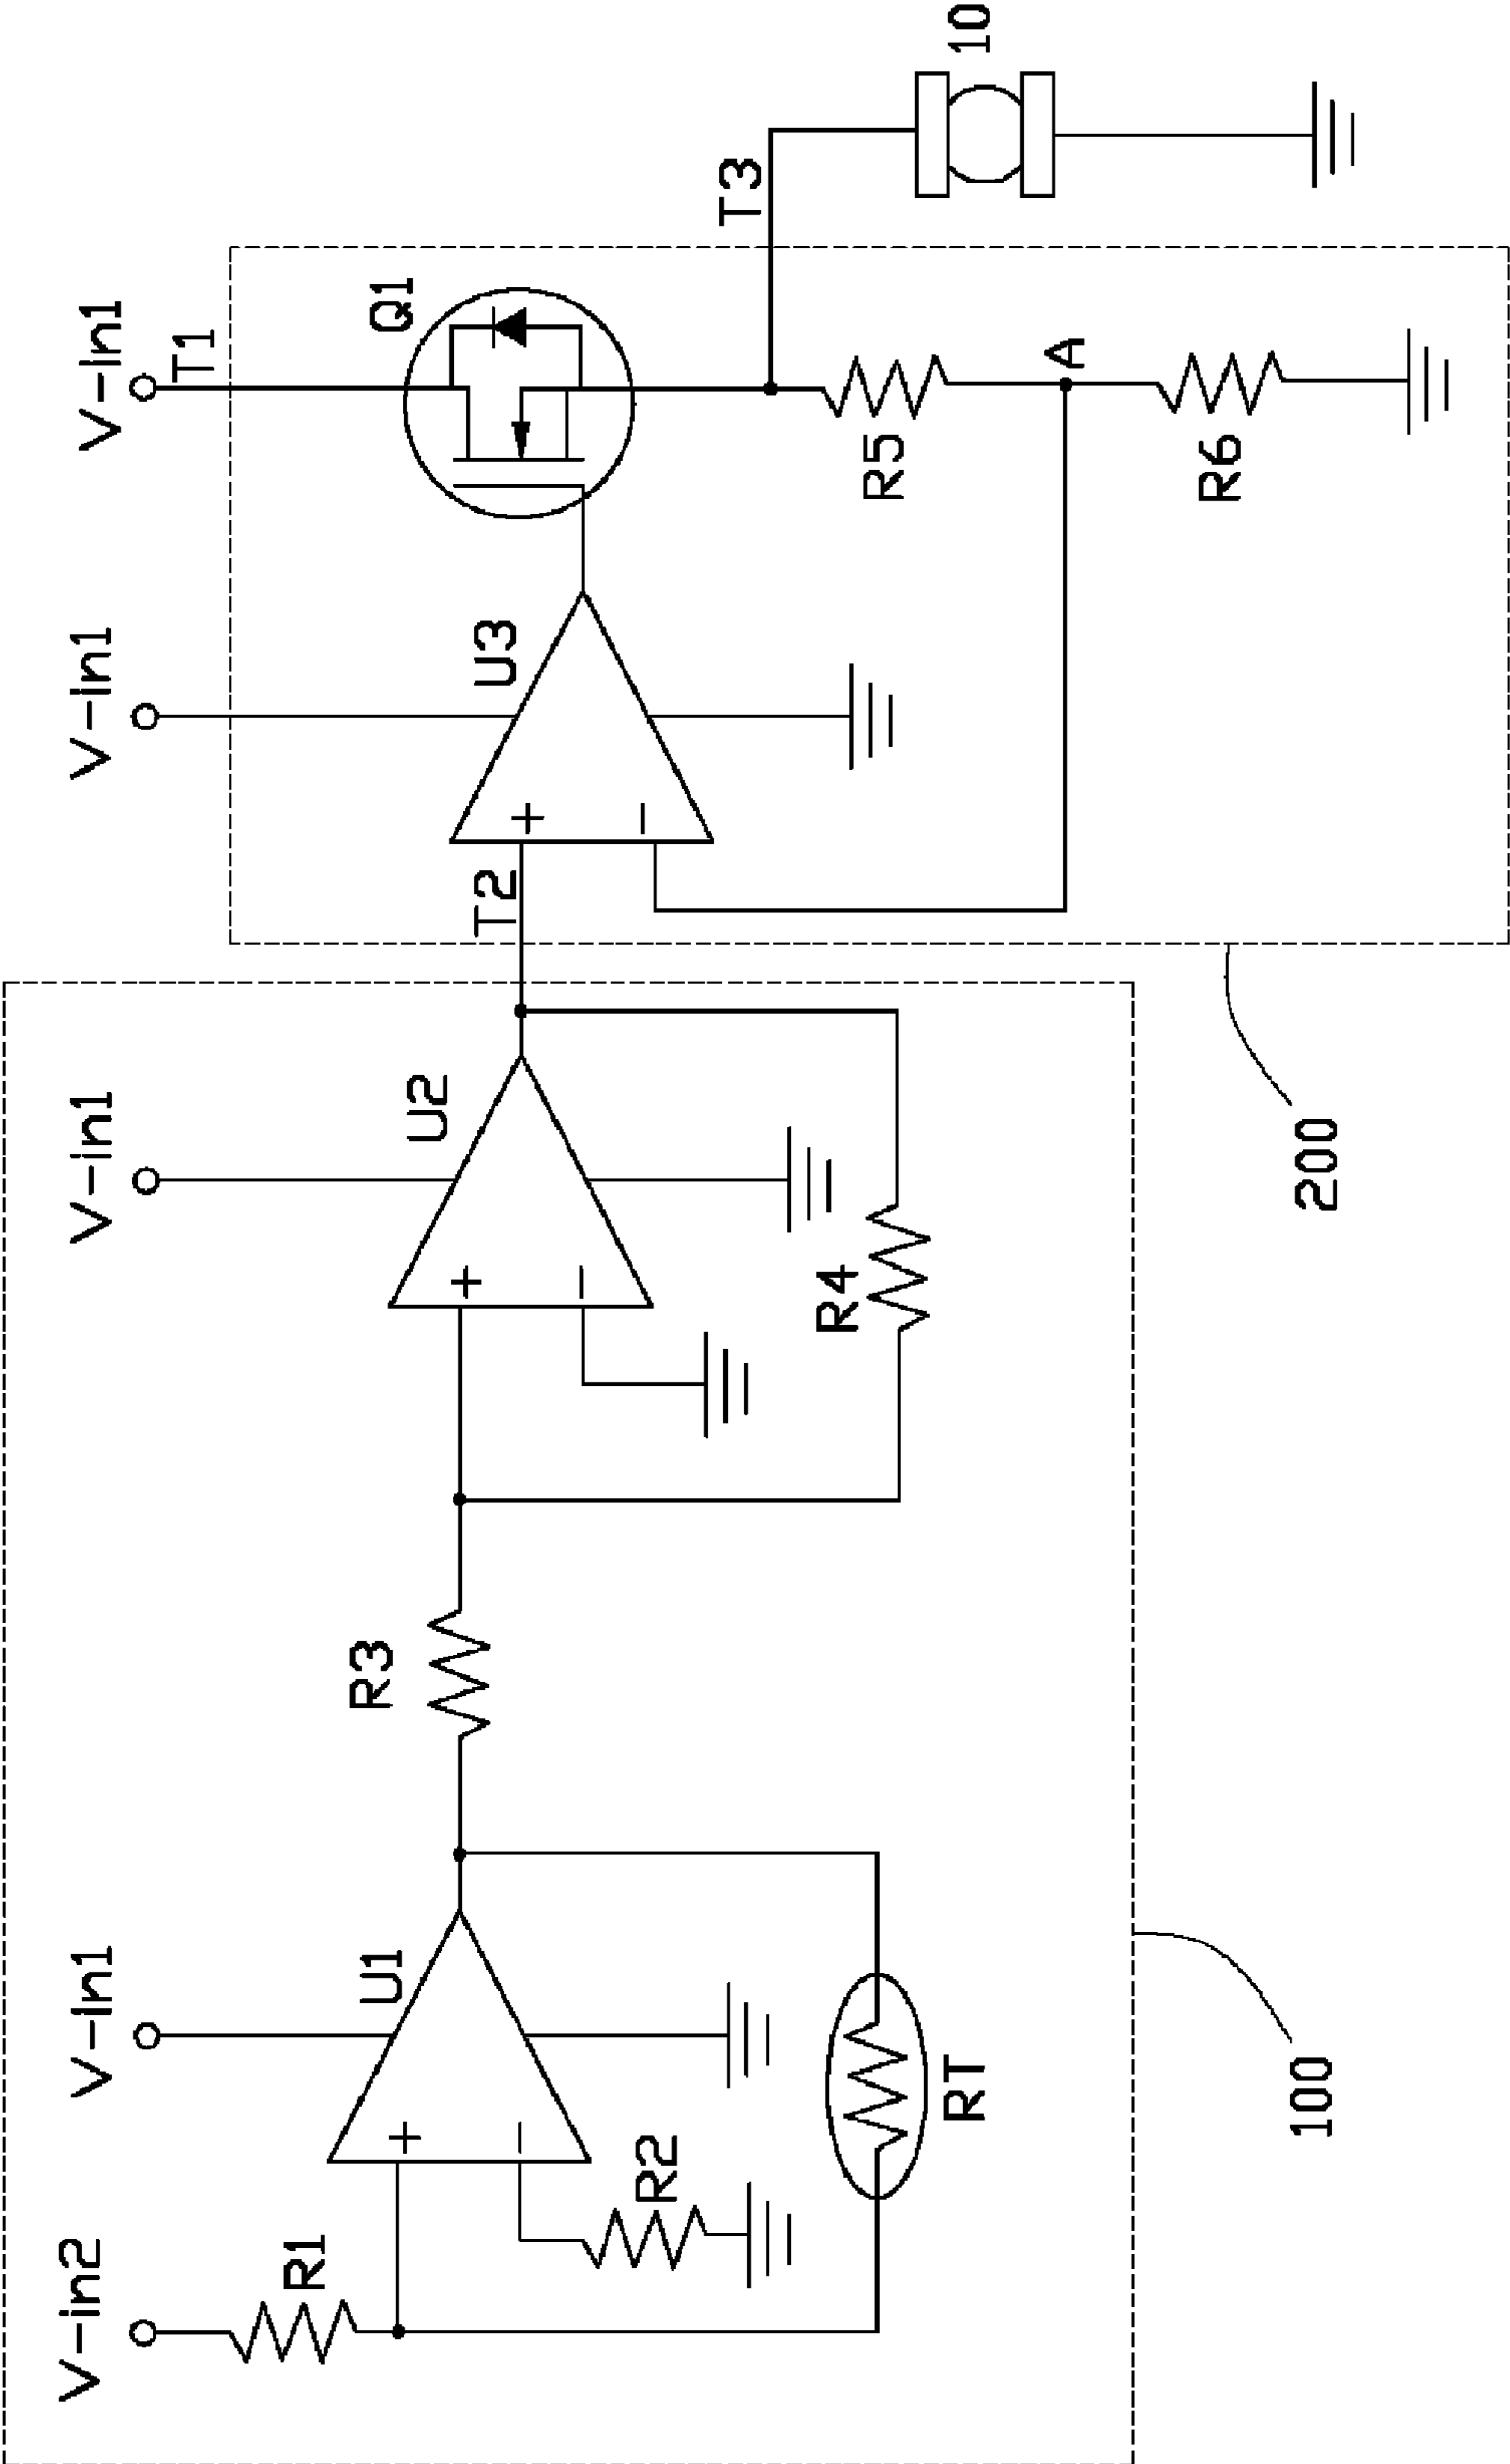 V-in2
R1
V-in1
U1
R2
RT
R3
V-in1
U2
R4
V-in1
U3
T2
V-in1
T1
Q1
R5
A
R6
T3
10
100
200
+
−
+
−
+
−